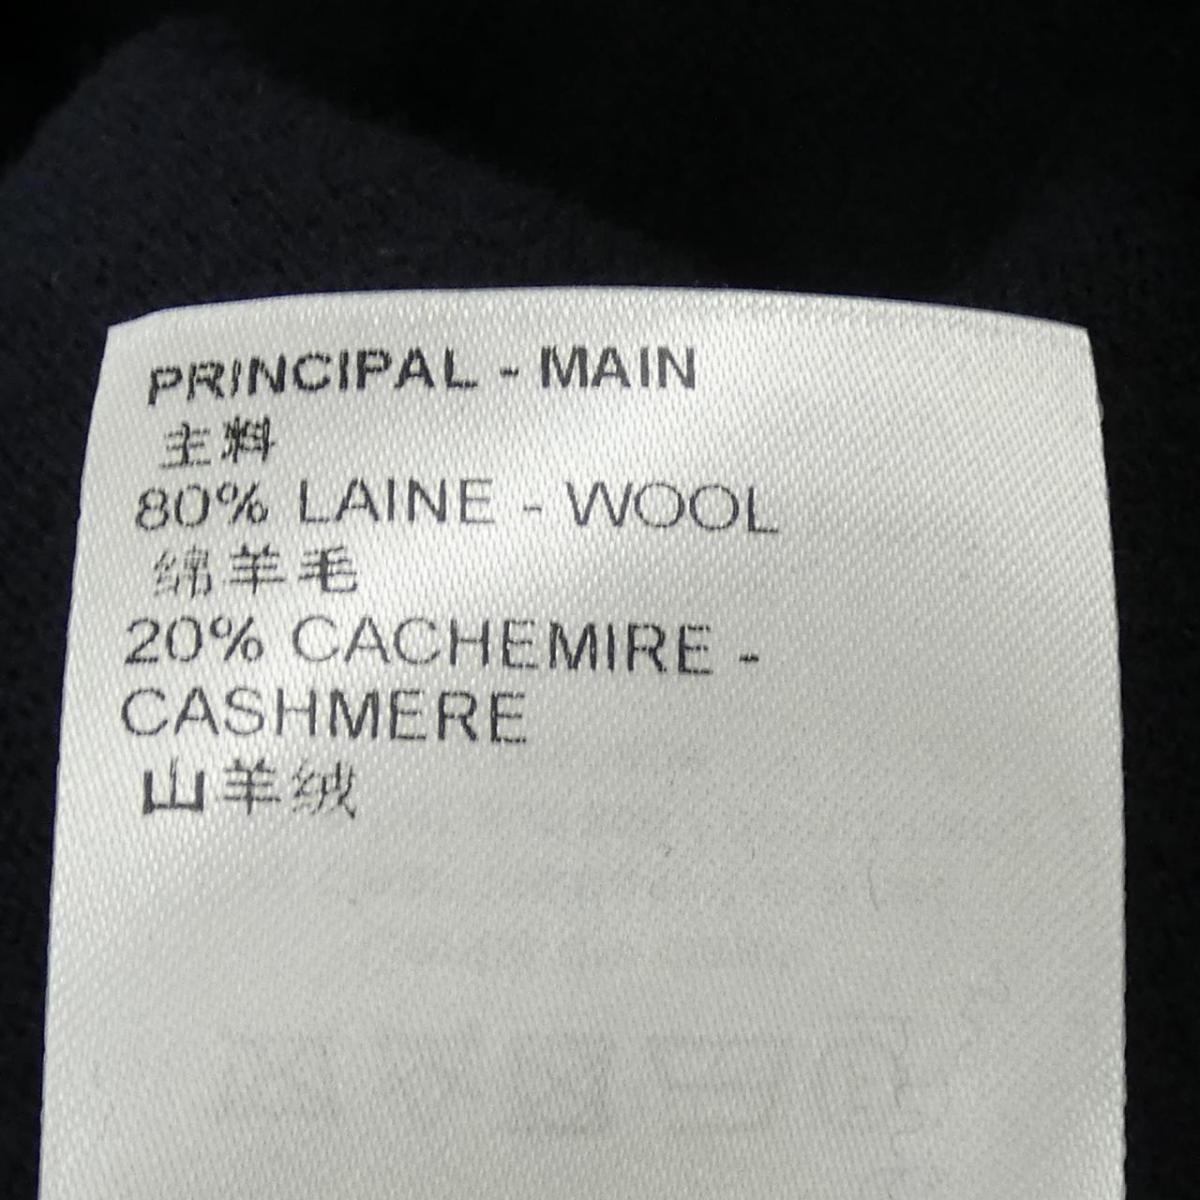 PRINCIPAL - MAIN
主料
80% LAINE - WOOL
绵羊毛
20% CACHEMIRE -
CASHMERE
山羊绒